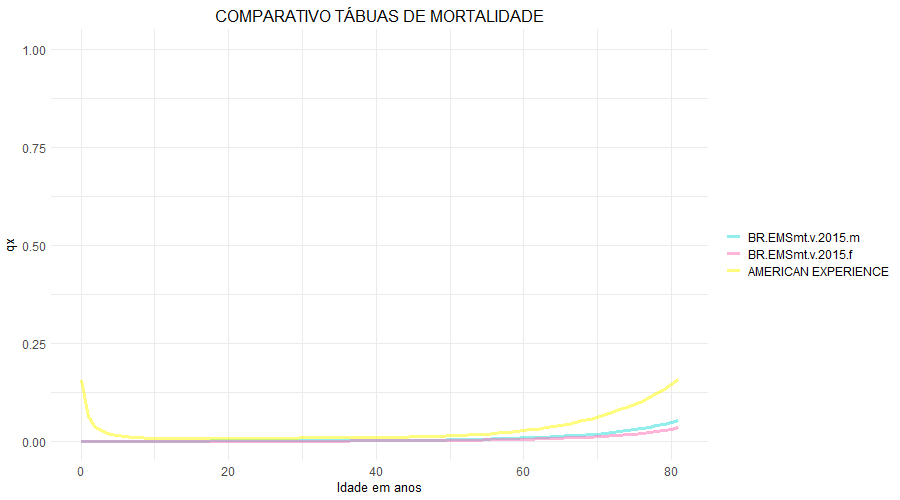 COMPARATIVO TÁBUAS DE MORTALIDADE
1.00
0.75
0.50
0.25
0.00
qx
0 20 40 60 80
Idade em anos
BR.EMSmt.v.2015.m
BR.EMSmt.v.2015.f
AMERICAN EXPERIENCE